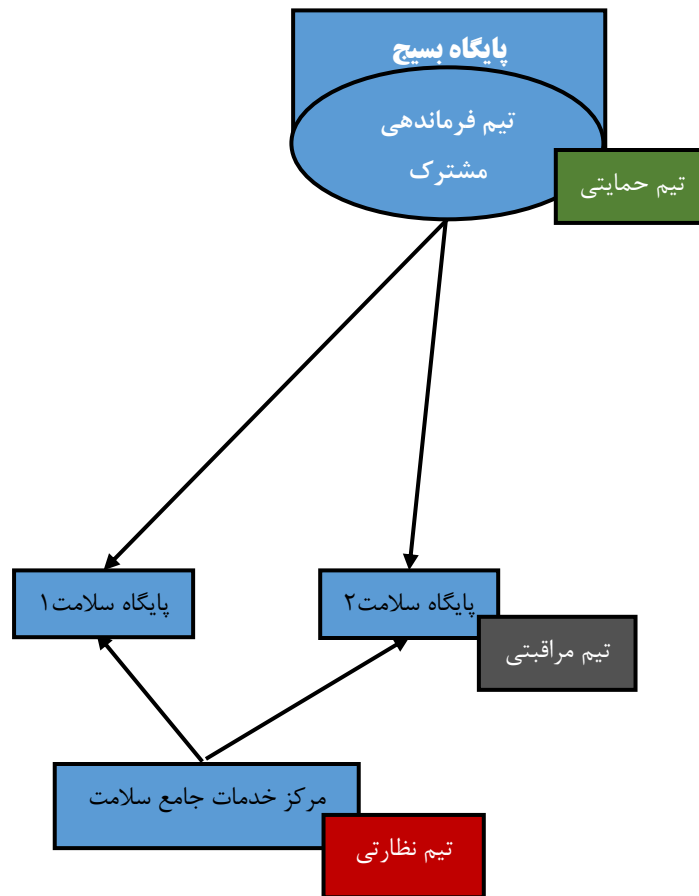 پایگاه بسیج
تیم فرماندهی
مشترک
تیم حمایتی
پایگاه سلامت۱
پایگاه سلامت۲
تیم مراقبتی
مرکز خدمات جامع سلامت
تیم نظارتی